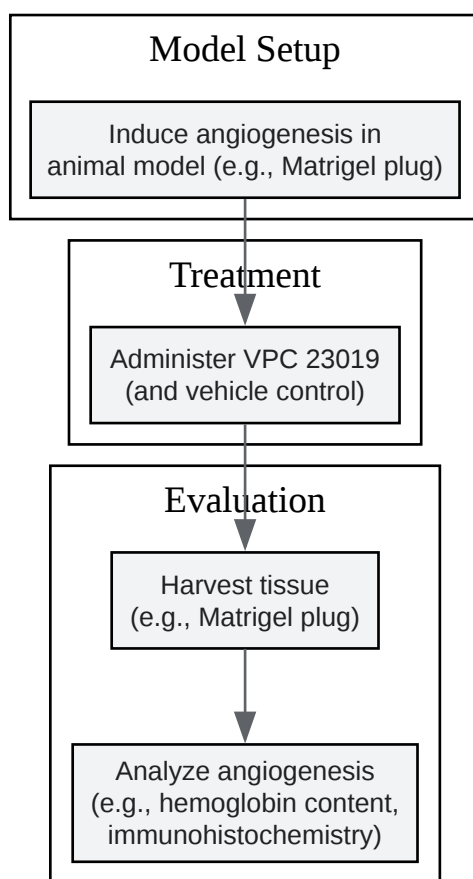 Model Setup
Induce angiogenesis in
animal model (e.g., Matrigel plug)
Treatment
Administer VPC 23019
(and vehicle control)
Evaluation
Harvest tissue
(e.g., Matrigel plug)
Analyze angiogenesis
(e.g., hemoglobin content,
immunohistochemistry)